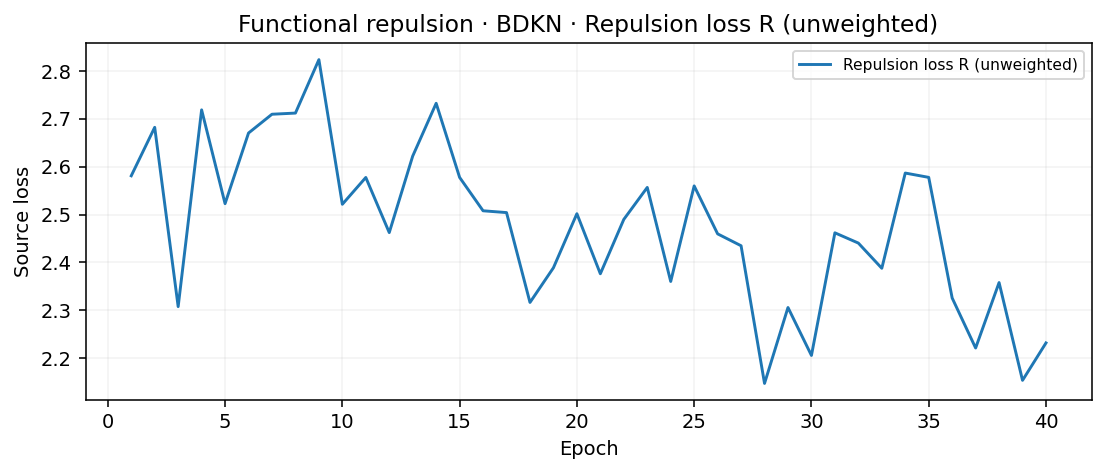 Functional repulsion · BDKN · Repulsion loss R (unweighted)
Repulsion loss R (unweighted)
Source loss
2.8
2.7
2.6
2.5
2.4
2.3
2.2
0 5 10 15 20 25 30 35 40
Epoch